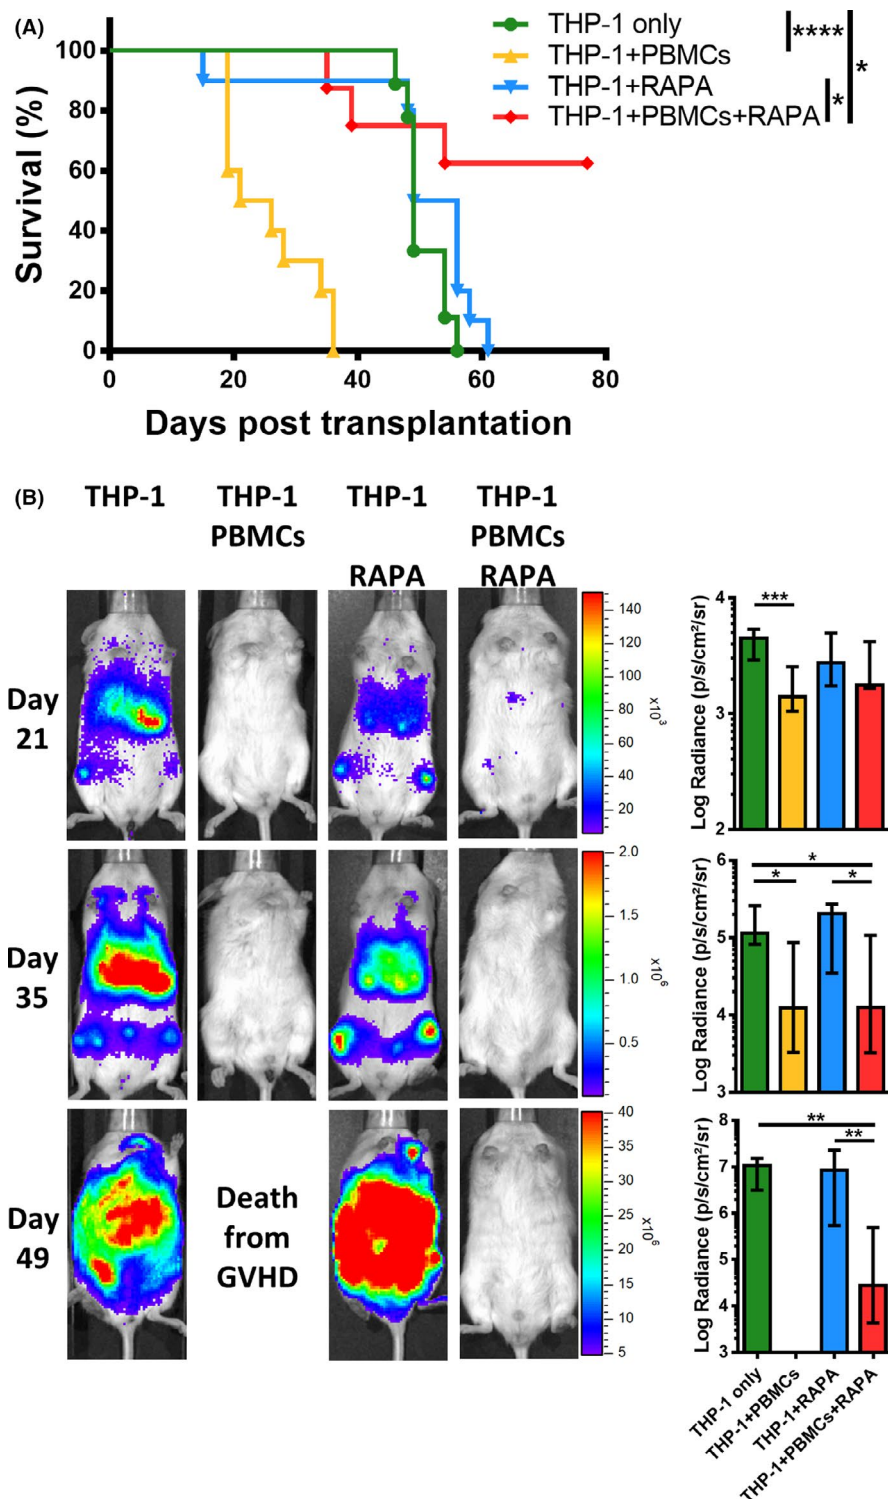 (A)
THP-1 only
THP-1+PBMCs
THP-1+RAPA
THP-1+PBMCs+RAPA
****
*
*
Survival (%)
100
80
60
40
20
0
0 20 40 60 80
Days post transplantation
(B)
THP-1
THP-1
PBMCs
THP-1
RAPA
THP-1
PBMCs
RAPA
Day
21
140
120
100
80
60
40
20
x10³
Log Radiance (p/s/cm²/sr)
4
3
2
***
Day
35
2.0
1.5
1.0
0.5
x10⁶
Log Radiance (p/s/cm²/sr)
6
5
4
3
*
*
*
Day
49
Death
from
GVHD
40
35
30
25
20
15
10
5
x10⁶
Log Radiance (p/s/cm²/sr)
8
7
6
5
4
3
**
**
THP-1 only
THP-1+PBMCs
THP-1+RAPA
THP-1+PBMCs+RAPA